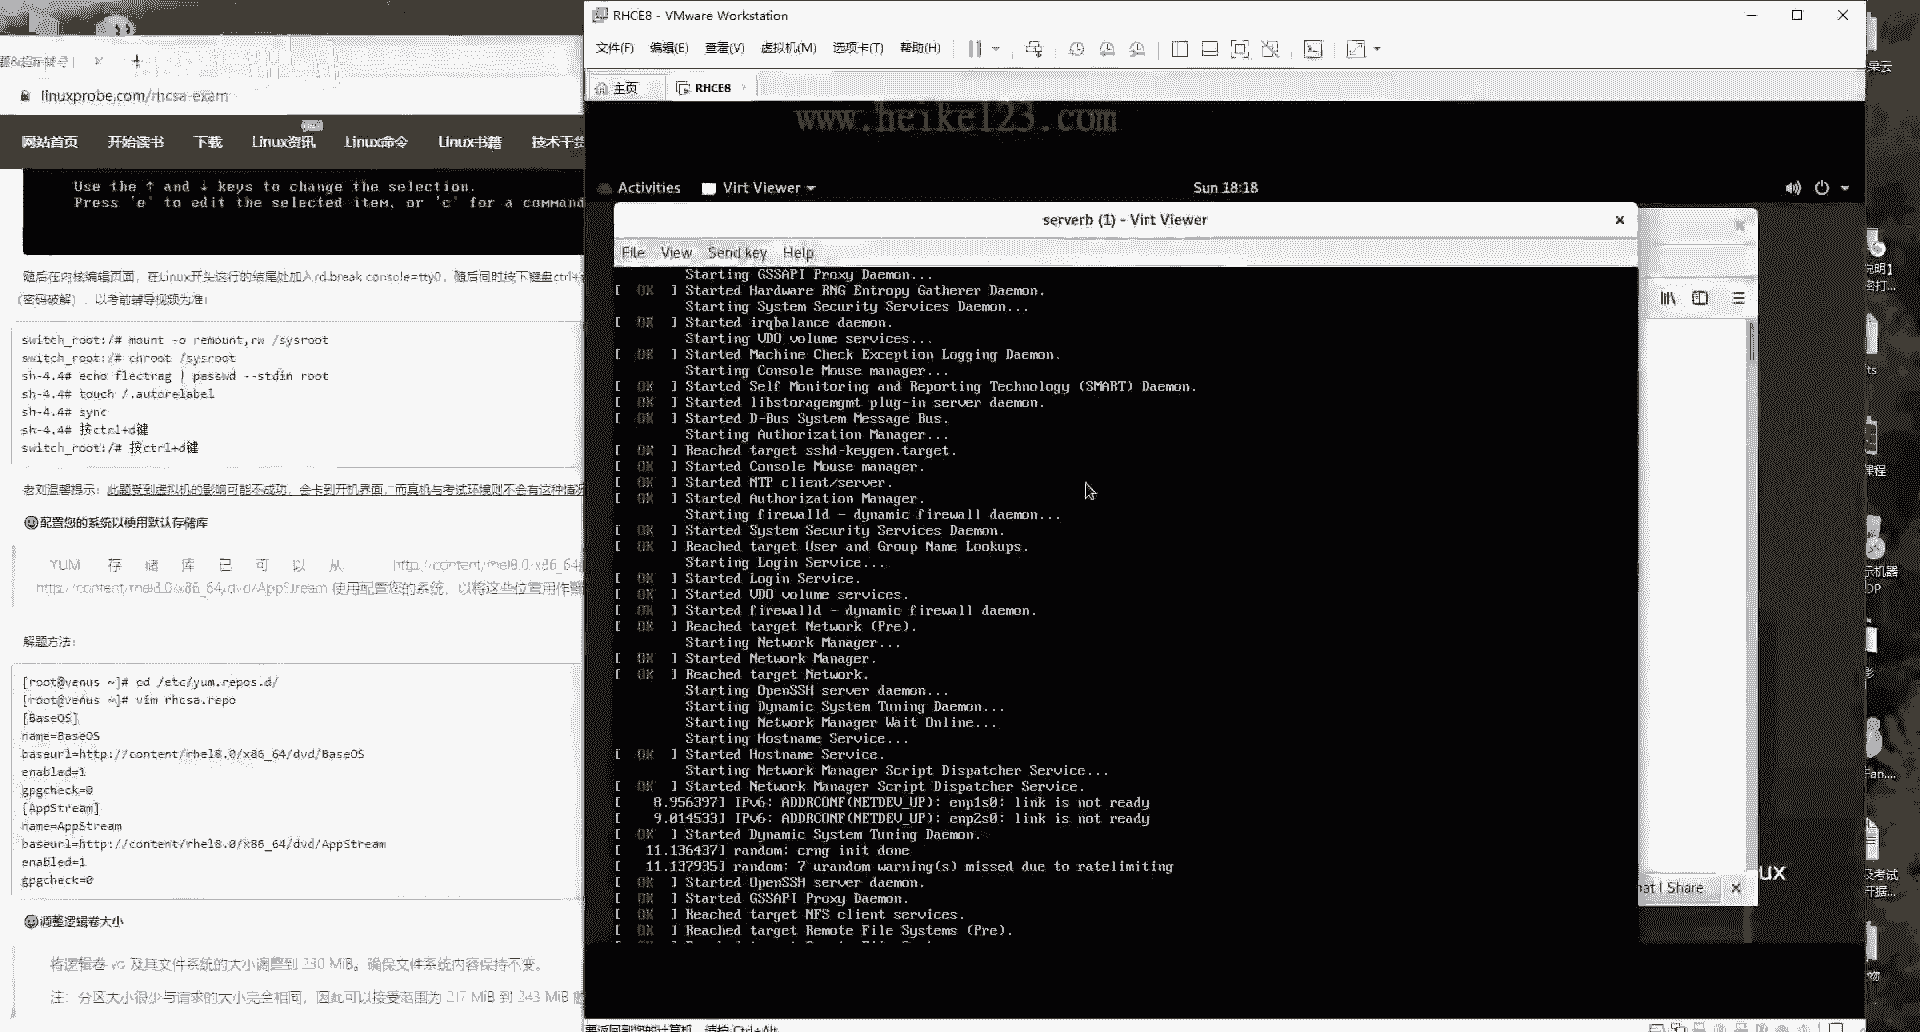 linuxprobe.com/rhcsa-exam
网站首页 开始读书 下载 Linux资讯 Linux命令 Linux书籍 技术干货
Use the ↑ and ↓ keys to change the selection.
Press 'e' to edit the selected item, or 'c' for a command
随后在内核编辑页面，在Linux开头这行的结尾处加入rd.break console=tty0，随后同时按下键盘ctrl+
（密码破解），以考前辅导视频为准：
switch_root:/# mount -o remount,rw /sysroot
switch_root:/# chroot /sysroot
sh-4.4# echo flectrag | passwd --stdin root
sh-4.4# touch /.autorelabel
sh-4.4# sync
sh-4.4# 按ctrl+d键
switch_root:/# 按ctrl+d键
老刘温馨提示：此题受到虚拟机的影响可能不成功，会卡到开机界面，而真机与考试环境则不会有这种情况
配置您的系统以使用默认存储库
YUM 存储库已可以从 http://content/rhel8.0/x86_64
http://content/rhel8.0/x86_64/dvd/AppStream 使用配置您的系统，以将这些位置用作
解题方法：
[root@venus ~]# cd /etc/yum.repos.d/
[root@venus ~]# vim rhcsa.repo
[BaseOS]
name=BaseOS
baseurl=http://content/rhel8.0/x86_64/dvd/BaseOS
enabled=1
gpgcheck=0
[AppStream]
name=AppStream
baseurl=http://content/rhel8.0/x86_64/dvd/AppStream
enabled=1
gpgcheck=0
调整逻辑卷大小
将逻辑卷 vo 及其文件系统的大小调整到 230 MiB。确保文件系统内容保持不变。
注：分区大小很少与请求的大小完全相同，因此可以接受范围为 217 MiB 到 243 MiB
RHCE8 - VMware Workstation
文件(F) 编辑(E) 查看(V) 虚拟机(M) 选项卡(T) 帮助(H)
主页 RHCE8
www.heike123.com
Activities Virt Viewer Sun 18:18
serverb (1) - Virt Viewer
File View Send key Help
Starting GSSAPI Proxy Daemon...
[ OK ] Started Hardware RNG Entropy Gatherer Daemon.
Starting System Security Services Daemon...
[ OK ] Started irqbalance daemon.
Starting VDO volume services...
[ OK ] Started Machine Check Exception Logging Daemon.
Starting Console Mouse manager...
[ OK ] Started Self Monitoring and Reporting Technology (SMART) Daemon.
[ OK ] Started libstoragemgmt plug-in server daemon.
[ OK ] Started D-Bus System Message Bus.
Starting Authorization Manager...
[ OK ] Reached target sshd-keygen.target.
[ OK ] Started Console Mouse manager.
[ OK ] Started NTP client/server.
[ OK ] Started Authorization Manager.
Starting firewalld - dynamic firewall daemon...
[ OK ] Started System Security Services Daemon.
[ OK ] Reached target User and Group Name Lookups.
Starting Login Service...
[ OK ] Started Login Service.
[ OK ] Started VDO volume services.
[ OK ] Started firewalld - dynamic firewall daemon.
[ OK ] Reached target Network (Pre).
Starting Network Manager...
[ OK ] Started Network Manager.
[ OK ] Reached target Network.
Starting OpenSSH server daemon...
Starting Dynamic System Tuning Daemon...
Starting Network Manager Wait Online...
Starting Hostname Service...
[ OK ] Started Hostname Service.
Starting Network Manager Script Dispatcher Service...
[ OK ] Started Network Manager Script Dispatcher Service.
[ 8.956397] IPv6: ADDRCONF(NETDEV_UP): enp1s0: link is not ready
[ 9.014533] IPv6: ADDRCONF(NETDEV_UP): enp2s0: link is not ready
[ OK ] Started Dynamic System Tuning Daemon.
[ 11.136437] random: crng init done
[ 11.137935] random: 7 urandom warning(s) missed due to ratelimiting
[ OK ] Started OpenSSH server daemon.
[ OK ] Started GSSAPI Proxy Daemon.
[ OK ] Reached target NFS client services.
[ OK ] Reached target Remote File Systems (Pre).
hat I Share
ux